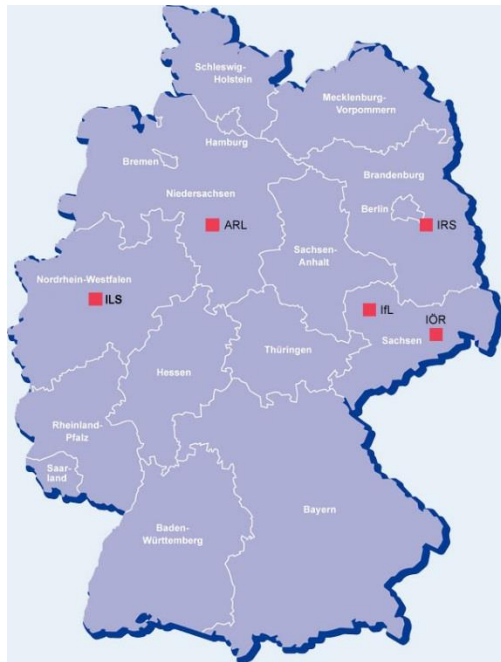 Schleswig-
Holstein
Mecklenburg-
Vorpommern
Hamburg
Bremen
Brandenburg
Niedersachsen
Berlin
ARL
IRS
Sachsen-
Anhalt
Nordrhein-Westfalen
ILS
IfL
IÖR
Sachsen
Thüringen
Hessen
Rheinland-
Pfalz
Saar-
land
Bayern
Baden-
Württemberg